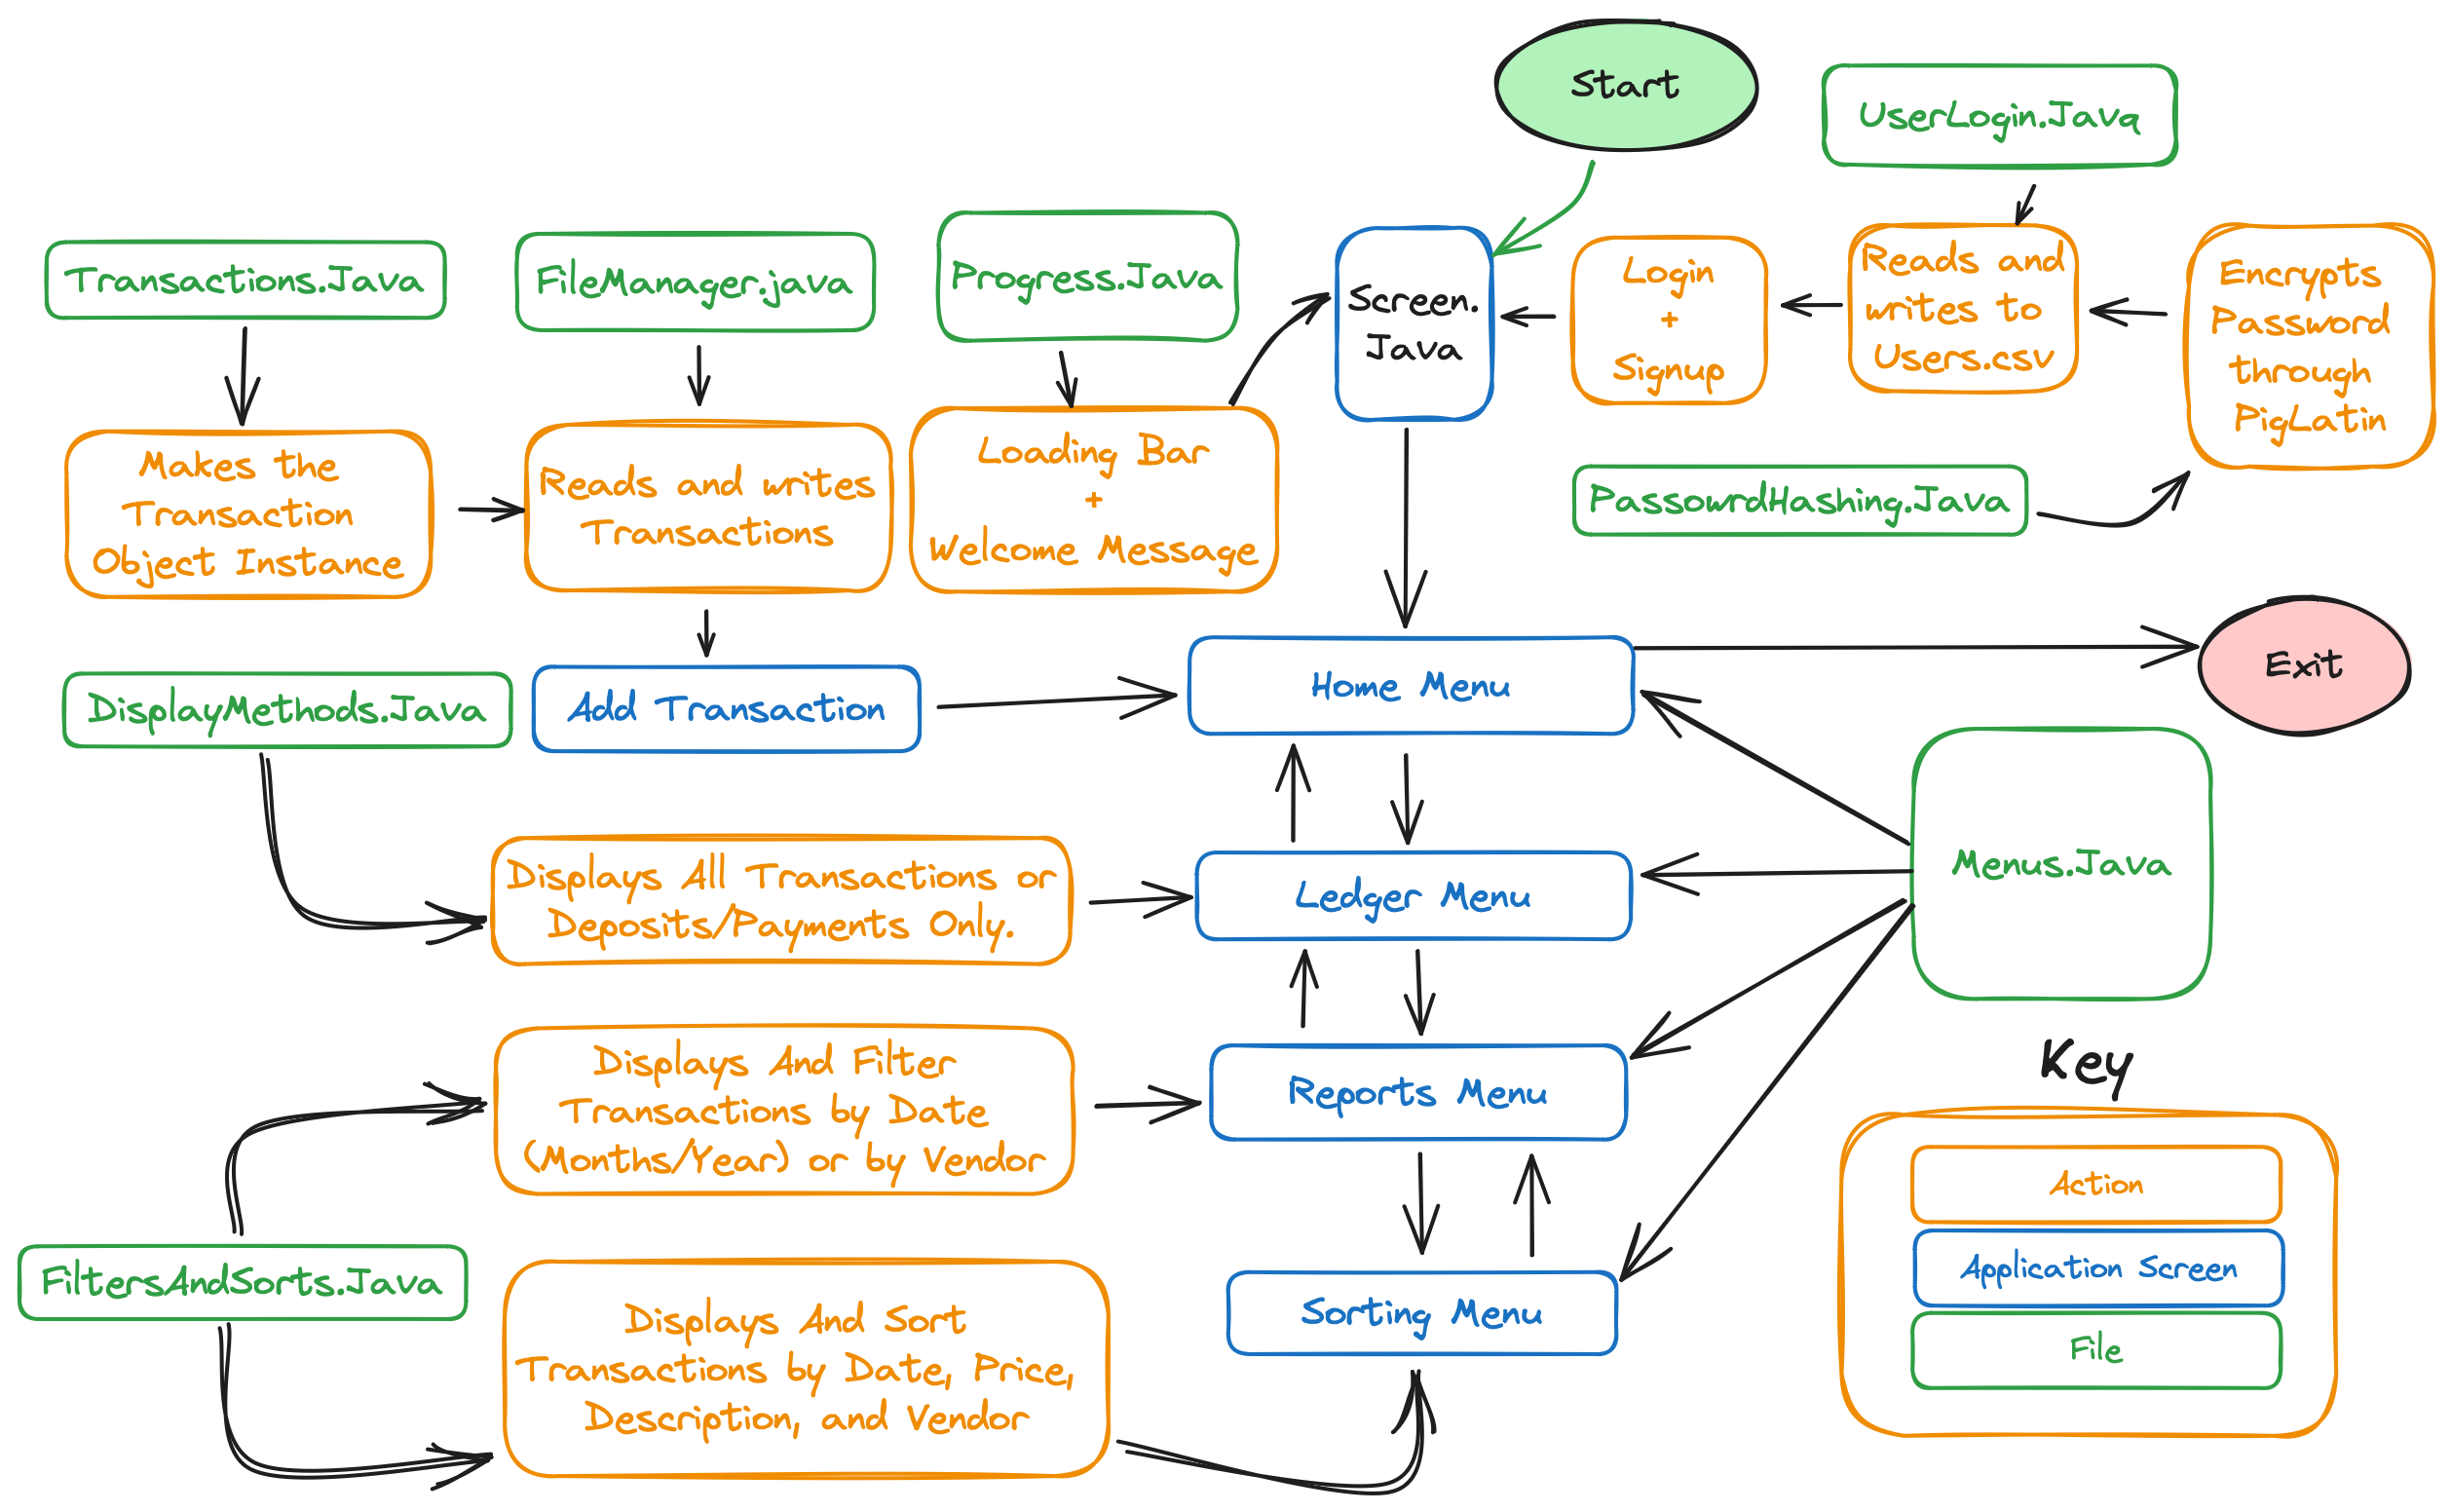 Start
UserLogin.Java
Transactions.Java
FileManager.java
Progress.Java
Screen.
Java
Login
+
Signup
Reads and
writes to
Users.csv
Encrypts
Password
through
PigLatin
Makes the
Transaction
Object Instance
Reads and writes
Transactions
Loading Bar
+
Welcome Message
PasswordHashing.Java
DisplayMethods.Java
Add Transaction
Home Menu
Exit
Displays All Transactions or
Deposits/Payments Only.
Ledger Menu
Menus.Java
Displays And Filter
Transactions by Date
(Months/Year) or by Vendor
Reports Menu
Key
Action
Application Screen
File
FiltersAndSorts.Java
Displays And Sort
Transactions by Date, Price,
Description, and Vendor
Sorting Menu